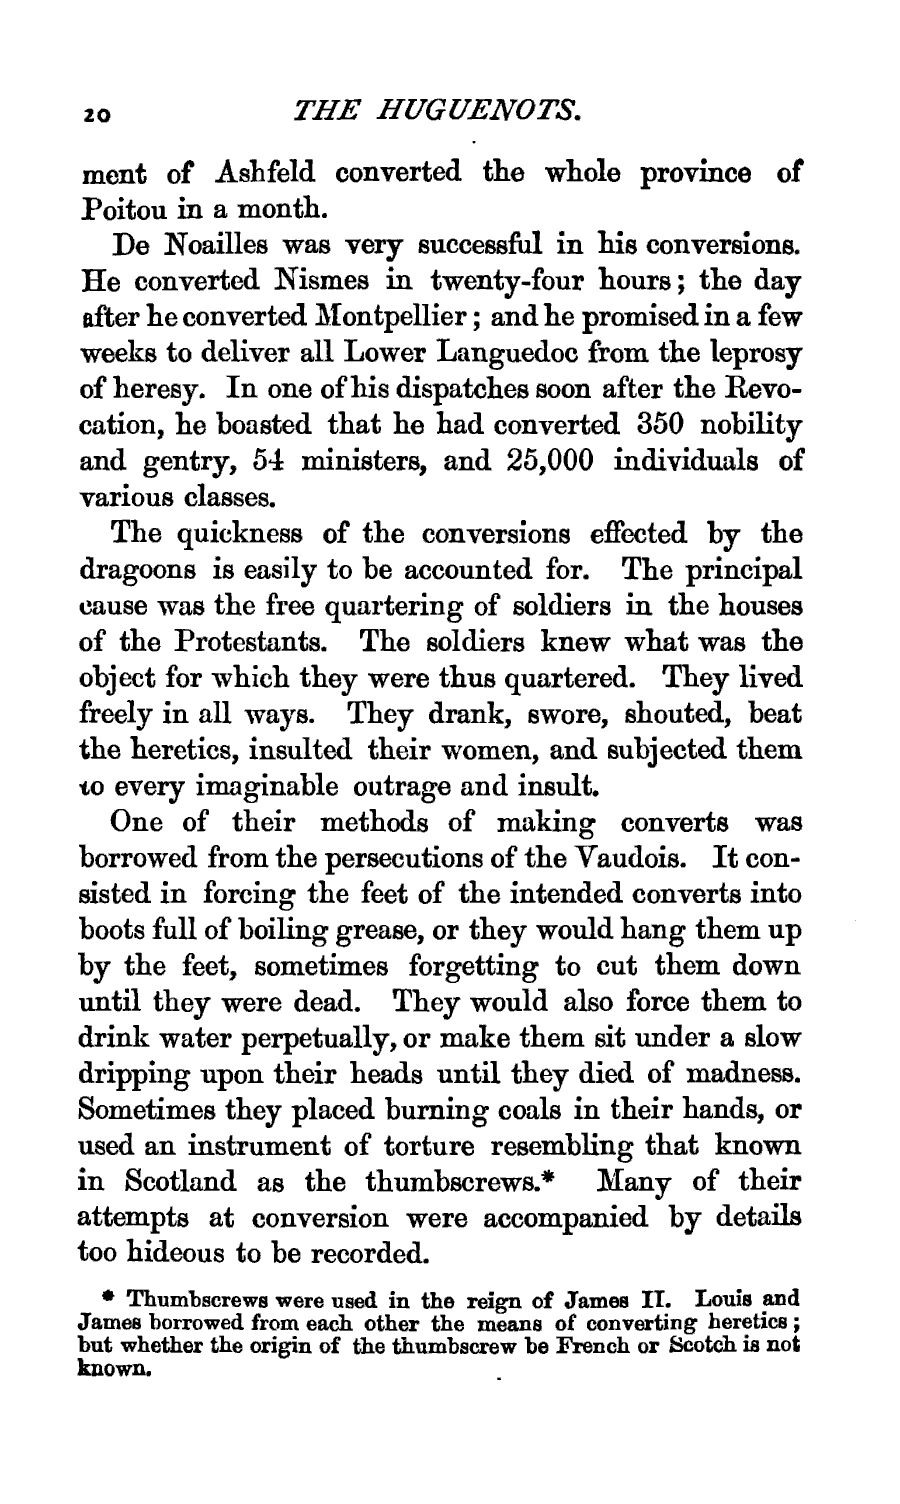 20 THE HUGUENOTS.
ment of Ashfeld converted the whole province of
Poitou in a month.
De Noailles was very successful in his conversions.
He converted Nismes in twenty-four hours; the day
after he converted Montpellier; and he promised in a few
weeks to deliver all Lower Languedoc from the leprosy
of heresy. In one of his dispatches soon after the Revo-
cation, he boasted that he had converted 350 nobility
and gentry, 54 ministers, and 25,000 individuals of
various classes.
The quickness of the conversions effected by the
dragoons is easily to be accounted for. The principal
cause was the free quartering of soldiers in the houses
of the Protestants. The soldiers knew what was the
object for which they were thus quartered. They lived
freely in all ways. They drank, swore, shouted, beat
the heretics, insulted their women, and subjected them
to every imaginable outrage and insult.
One of their methods of making converts was
borrowed from the persecutions of the Vaudois. It con-
sisted in forcing the feet of the intended converts into
boots full of boiling grease, or they would hang them up
by the feet, sometimes forgetting to cut them down
until they were dead. They would also force them to
drink water perpetually, or make them sit under a slow
dripping upon their heads until they died of madness.
Sometimes they placed burning coals in their hands, or
used an instrument of torture resembling that known
in Scotland as the thumbscrews.* Many of their
attempts at conversion were accompanied by details
too hideous to be recorded.
* Thumbscrews were used in the reign of James II. Louis and
James borrowed from each other the means of converting heretics;
but whether the origin of the thumbscrew be French or Scotch is not
known.